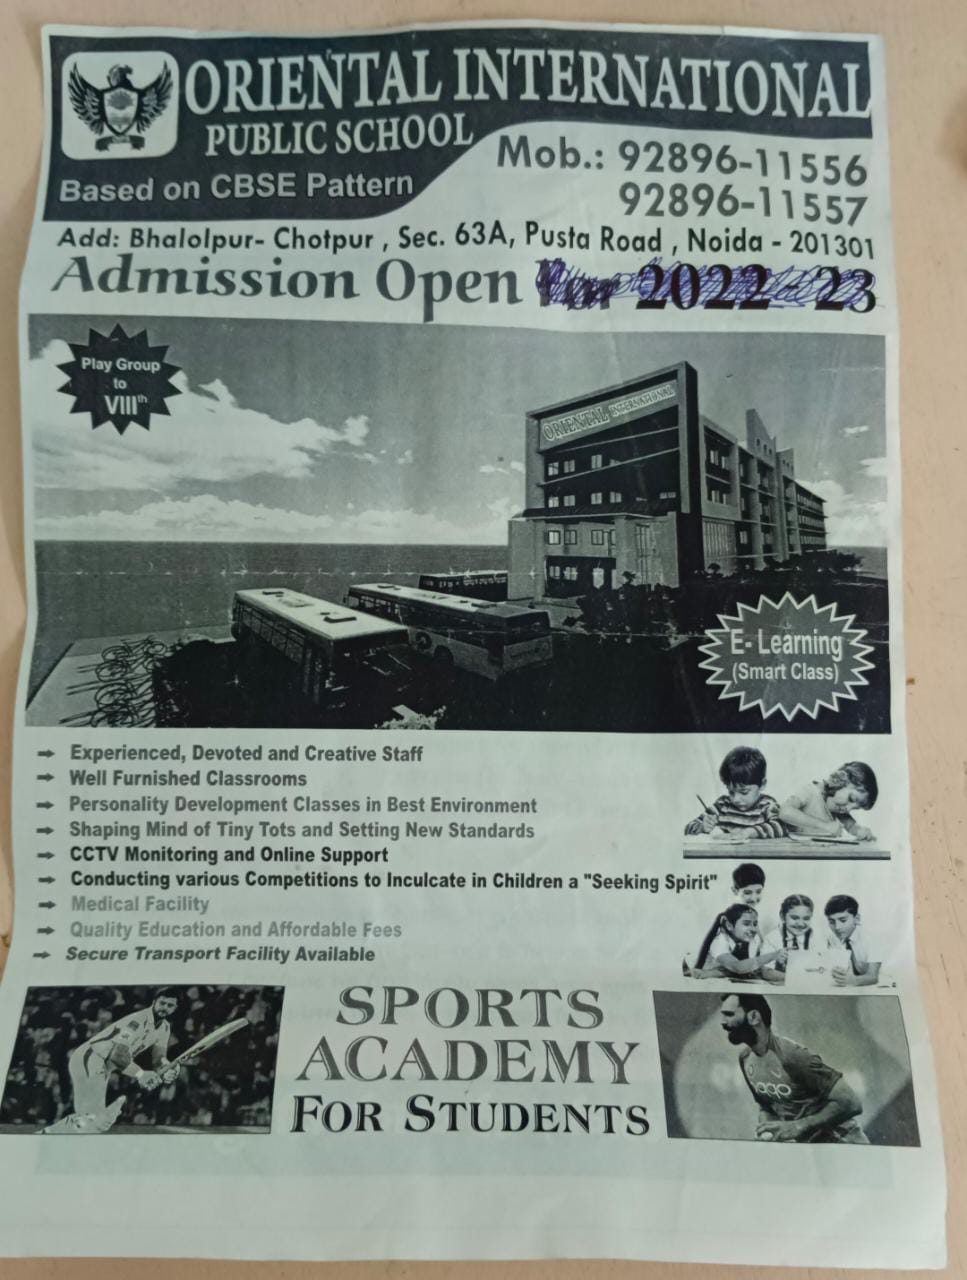 ORIENTAL INTERNATIONAL
PUBLIC SCHOOL
Based on CBSE Pattern
Mob.: 92896-11556
92896-11557
Add: Bhalolpur- Chotpur , Sec. 63A, Pusta Road , Noida - 201301
Admission Open For 2022 - 23
Play Group
to
VIIIth
ORIENTAL INTERNATIONAL
E- Learning
(Smart Class)
Experienced, Devoted and Creative Staff
Well Furnished Classrooms
Personality Development Classes in Best Environment
Shaping Mind of Tiny Tots and Setting New Standards
CCTV Monitoring and Online Support
Conducting various Competitions to Inculcate in Children a "Seeking Spirit"
Medical Facility
Quality Education and Affordable Fees
Secure Transport Facility Available
SPORTS
ACADEMY
FOR STUDENTS